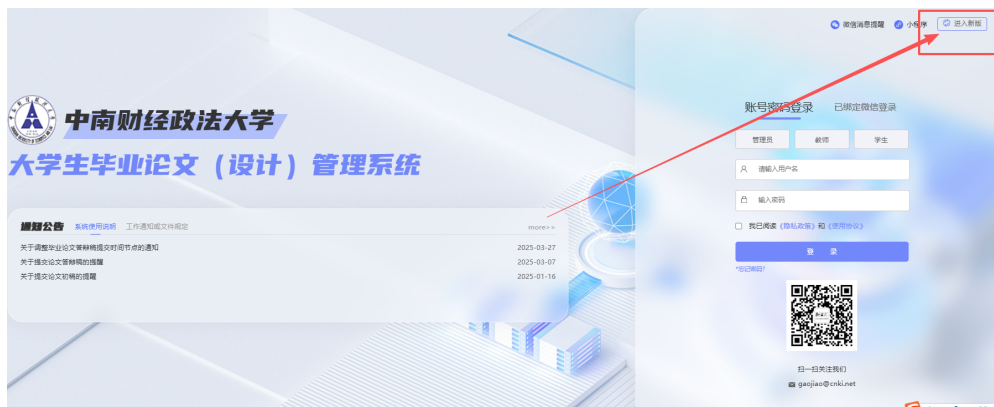 微信消息提醒 小程序 进入新版
中南财经政法大学
大学生毕业论文（设计）管理系统
通知公告 系统使用说明 工作通知或文件规定 more>>
关于调整毕业论文答辩稿提交时间节点的通知 2025-03-27
关于提交论文答辩稿的提醒 2025-03-07
关于提交论文初稿的提醒 2025-01-16
账号密码登录 已绑定微信登录
管理员 教师 学生
请输入用户名
输入密码
我已阅读《隐私政策》和《使用协议》
登 录
*忘记密码?
扫一扫关注我们
gaojiao@cnki.net